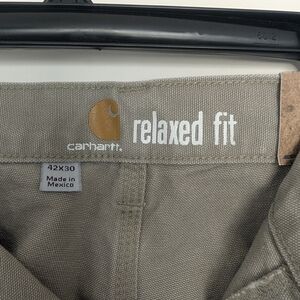 relaxed fit
carhartt.
42X30
Made in
Mexico